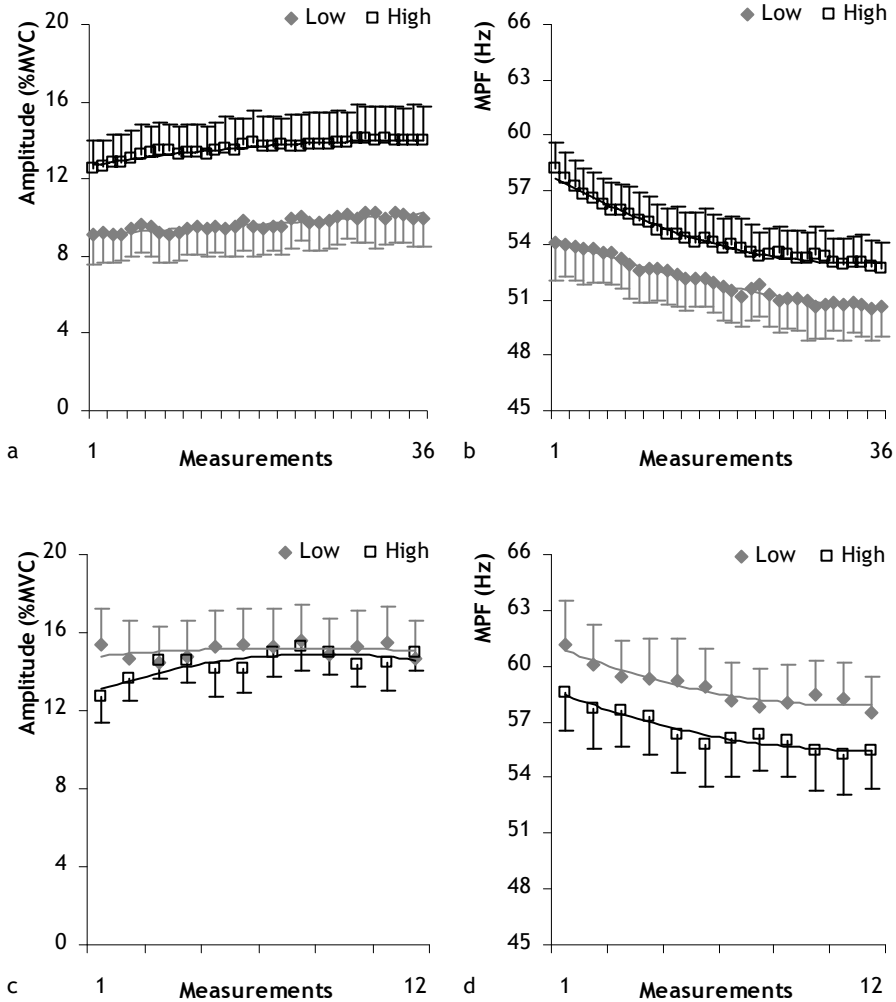 Low High
Amplitude (%MVC)
20
16
12
8
4
0
a 1 Measurements 36
Low High
MPF (Hz)
66
63
60
57
54
51
48
45
b 1 Measurements 36
Low High
Amplitude (%MVC)
20
16
12
8
4
0
c 1 Measurements 12
Low High
MPF (Hz)
66
63
60
57
54
51
48
45
d 1 Measurements 12